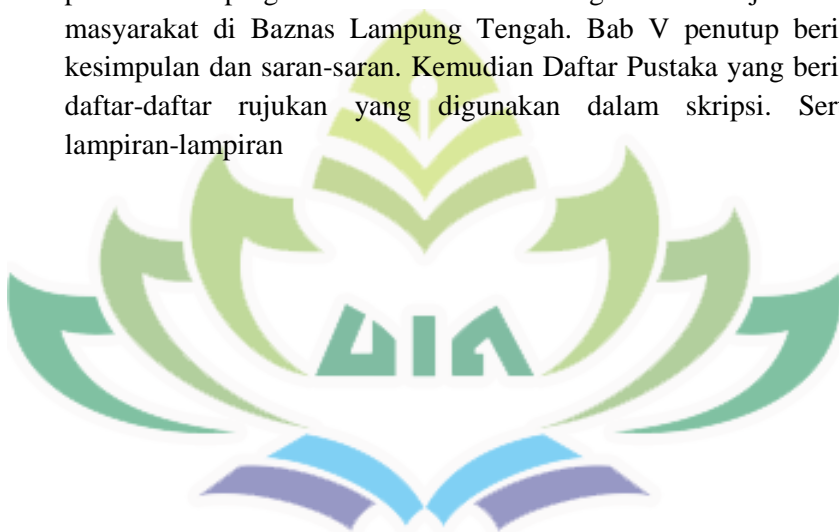 masyarakat di Baznas Lampung Tengah. Bab V penutup beri
kesimpulan dan saran-saran. Kemudian Daftar Pustaka yang beri
daftar-daftar rujukan yang digunakan dalam skripsi. Ser
lampiran-lampiran
UIN